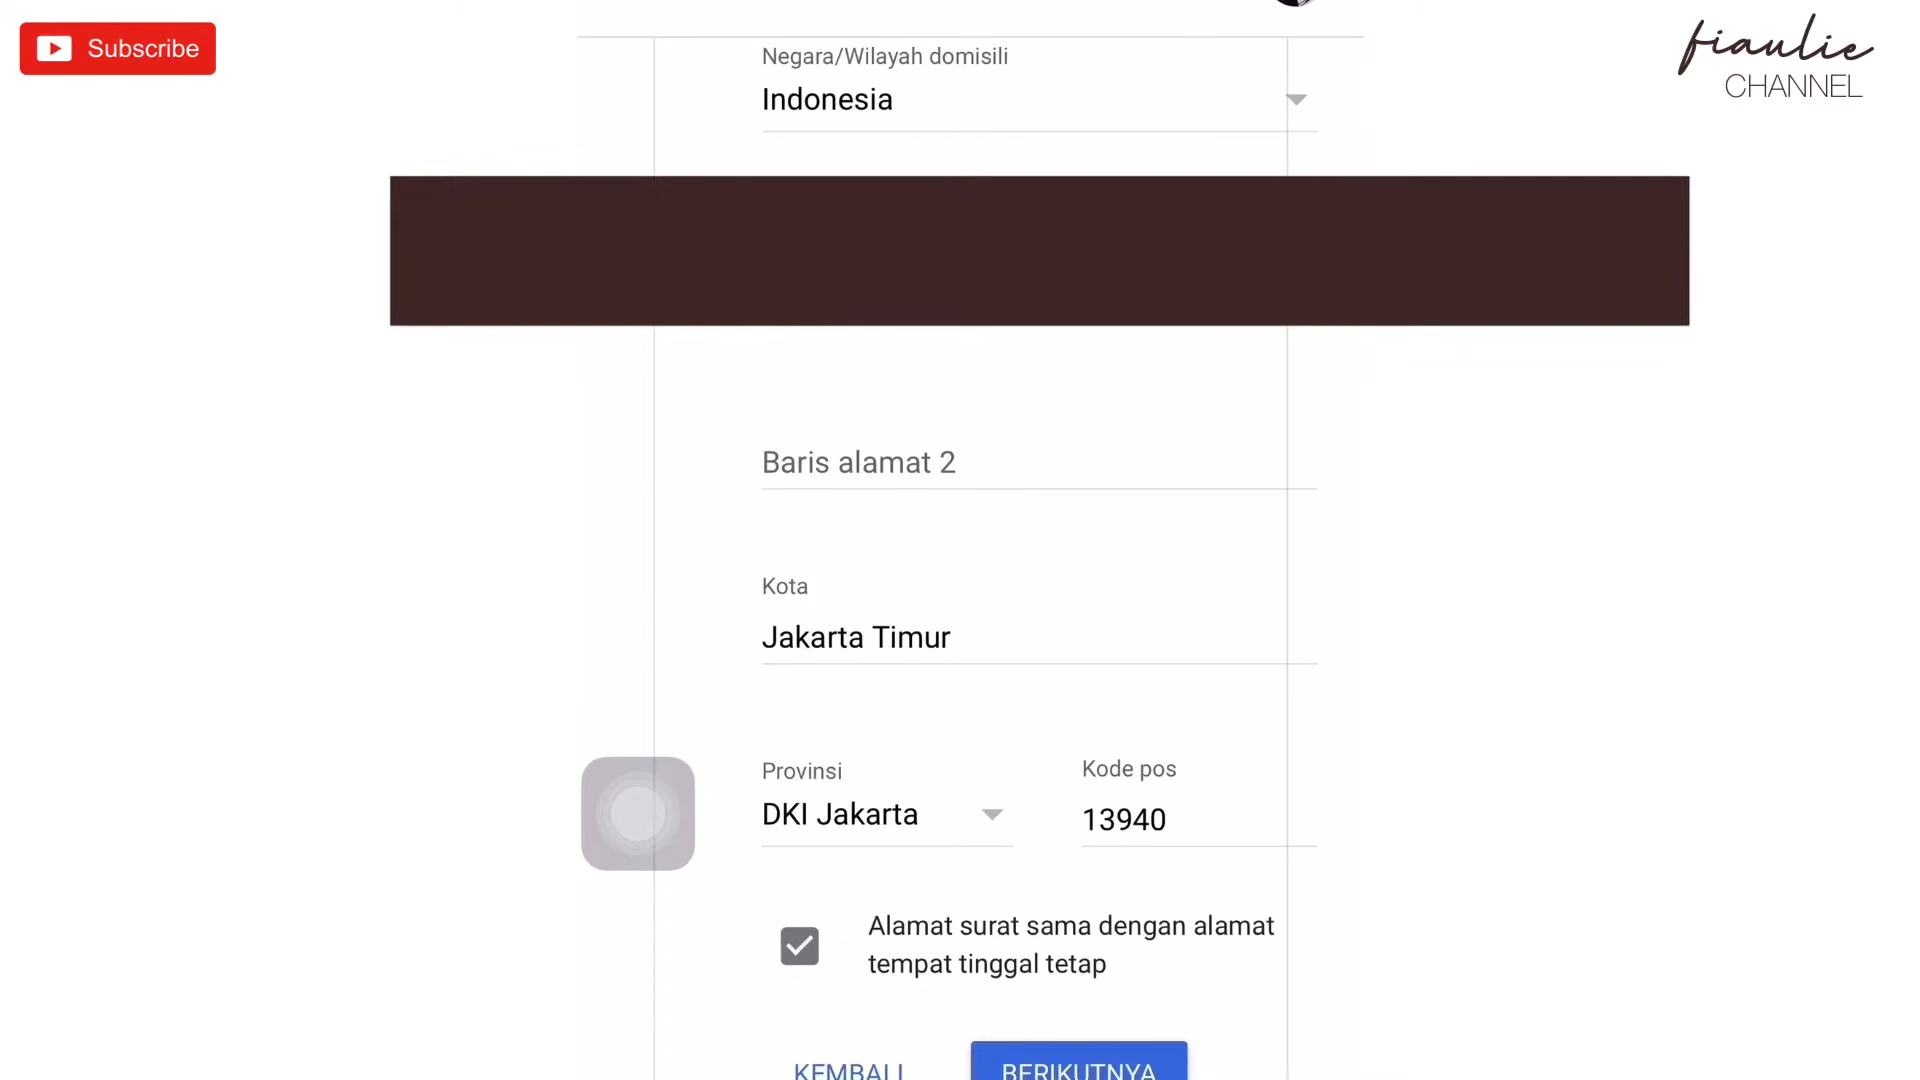 Subscribe
fiaulie
CHANNEL
Negara/Wilayah domisili
Indonesia
Baris alamat 2
Kota
Jakarta Timur
Provinsi
Kode pos
DKI Jakarta
13940
Alamat surat sama dengan alamat
tempat tinggal tetap
KEMBALI
BERIKUTNYA